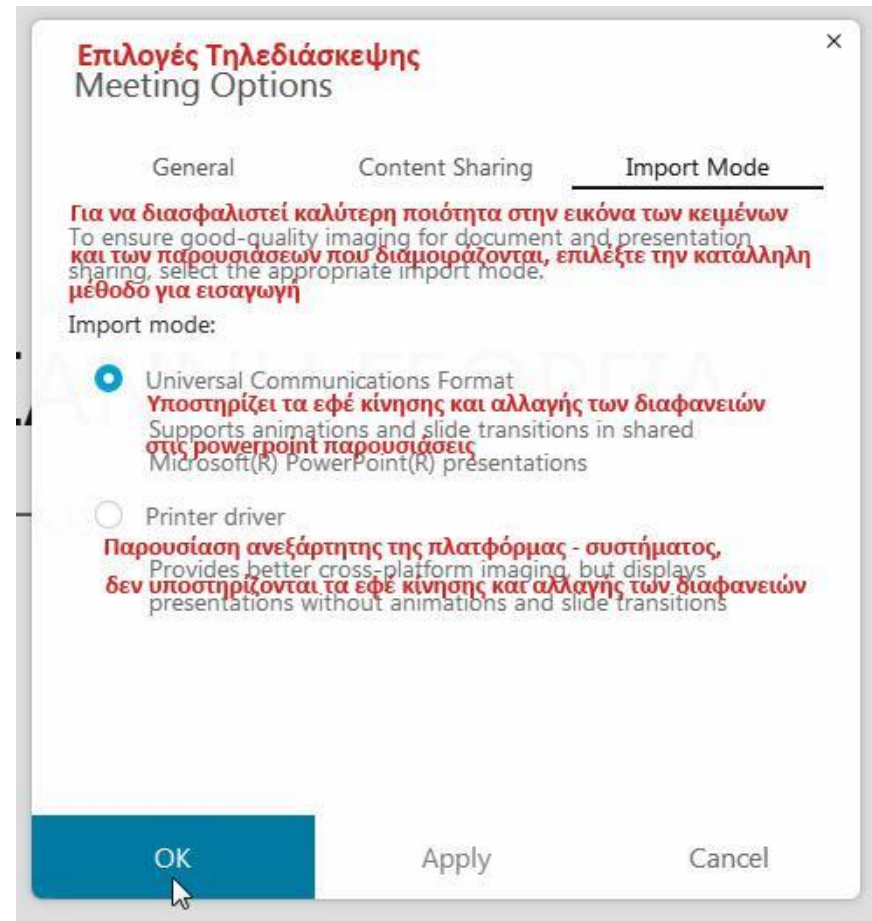 Επιλογές Τηλεδιάσκεψης
Meeting Options
×
General Content Sharing Import Mode
Για να διασφαλιστεί καλύτερη ποιότητα στην εικόνα των κειμένων
To ensure good-quality imaging for document and presentation
και των παρουσιάσεων που διαμοιράζονται, επιλέξτε την κατάλληλη
sharing, select the appropriate import mode.
μέθοδο για εισαγωγή
Import mode:
Universal Communications Format
Υποστηρίζει τα εφέ κίνησης και αλλαγής των διαφανειών
Supports animations and slide transitions in shared
στις powerpoint παρουσιάσεις
Microsoft(R) PowerPoint(R) presentations
Printer driver
Παρουσίαση ανεξάρτητης της πλατφόρμας - συστήματος,
Provides better cross-platform imaging, but displays
δεν υποστηρίζονται τα εφέ κίνησης και αλλαγής των διαφανειών
presentations without animations and slide transitions
OK Apply Cancel